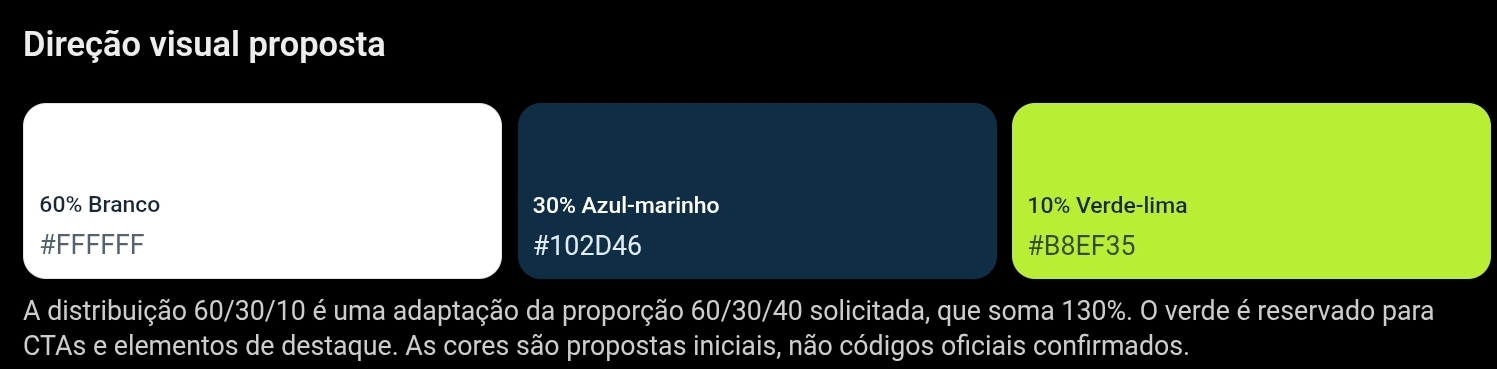 Direção visual proposta
60% Branco
#FFFFFF
30% Azul-marinho
#102D46
10% Verde-lima
#B8EF35
A distribuição 60/30/10 é uma adaptação da proporção 60/30/40 solicitada, que soma 130%. O verde é reservado para
CTAs e elementos de destaque. As cores são propostas iniciais, não códigos oficiais confirmados.